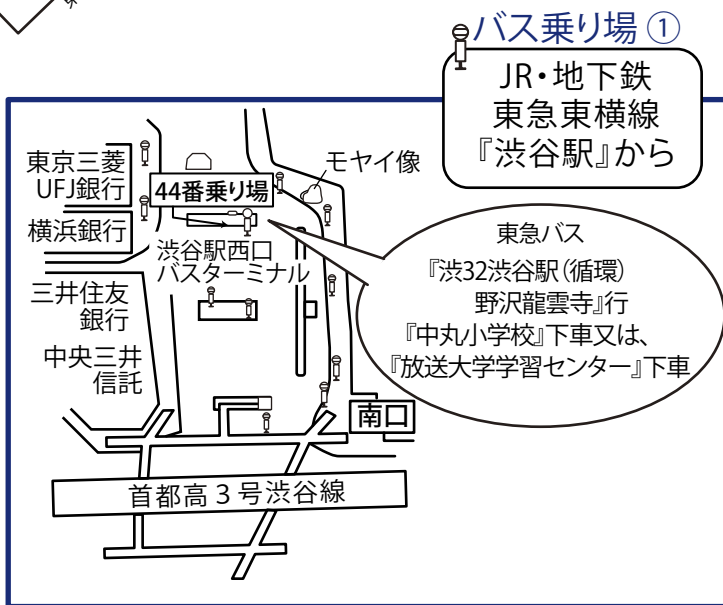 バス乗り場 ①
JR・地下鉄
東急東横線
『渋谷駅』から
東京三菱
UFJ銀行
横浜銀行
三井住友
銀行
中央三井
信託
44番乗り場
渋谷駅西口
バスターミナル
モヤイ像
東急バス
『渋32渋谷駅（循環）
野沢龍雲寺』行
『中丸小学校』下車又は、
『放送大学学習センター』下車
南口
首都高３号渋谷線